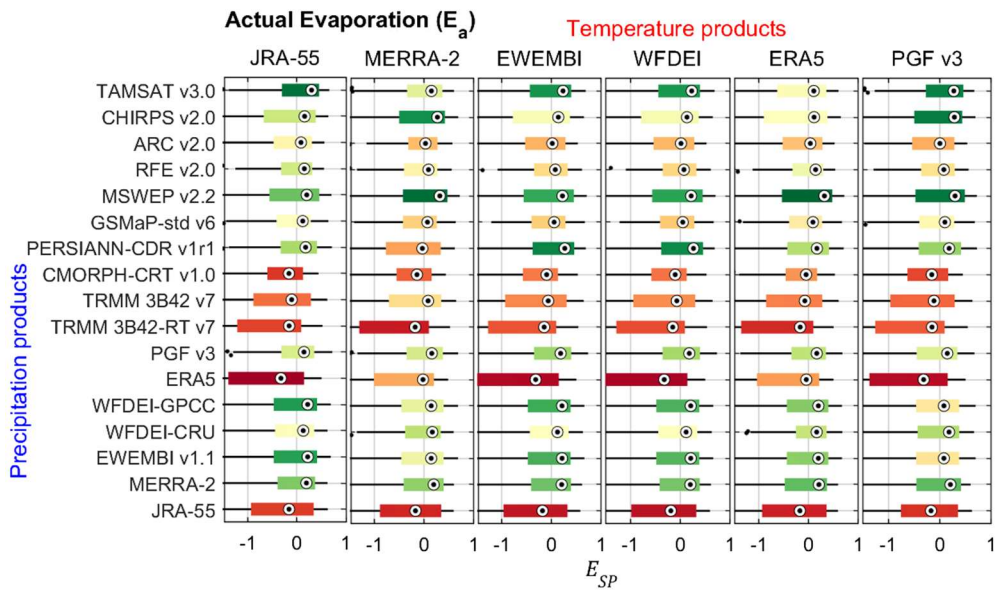 Actual Evaporation (Ea)
Temperature products
JRA-55 MERRA-2 EWEMBI WFDEI ERA5 PGF v3
Precipitation products
TAMSAT v3.0
CHIRPS v2.0
ARC v2.0
RFE v2.0
MSWEP v2.2
GSMaP-std v6
PERSIANN-CDR v1r1
CMORPH-CRT v1.0
TRMM 3B42 v7
TRMM 3B42-RT v7
PGF v3
ERA5
WFDEI-GPCC
WFDEI-CRU
EWEMBI v1.1
MERRA-2
JRA-55
-1 0 1 -1 0 1 -1 0 1 -1 0 1 -1 0 1 -1 0 1
ESP